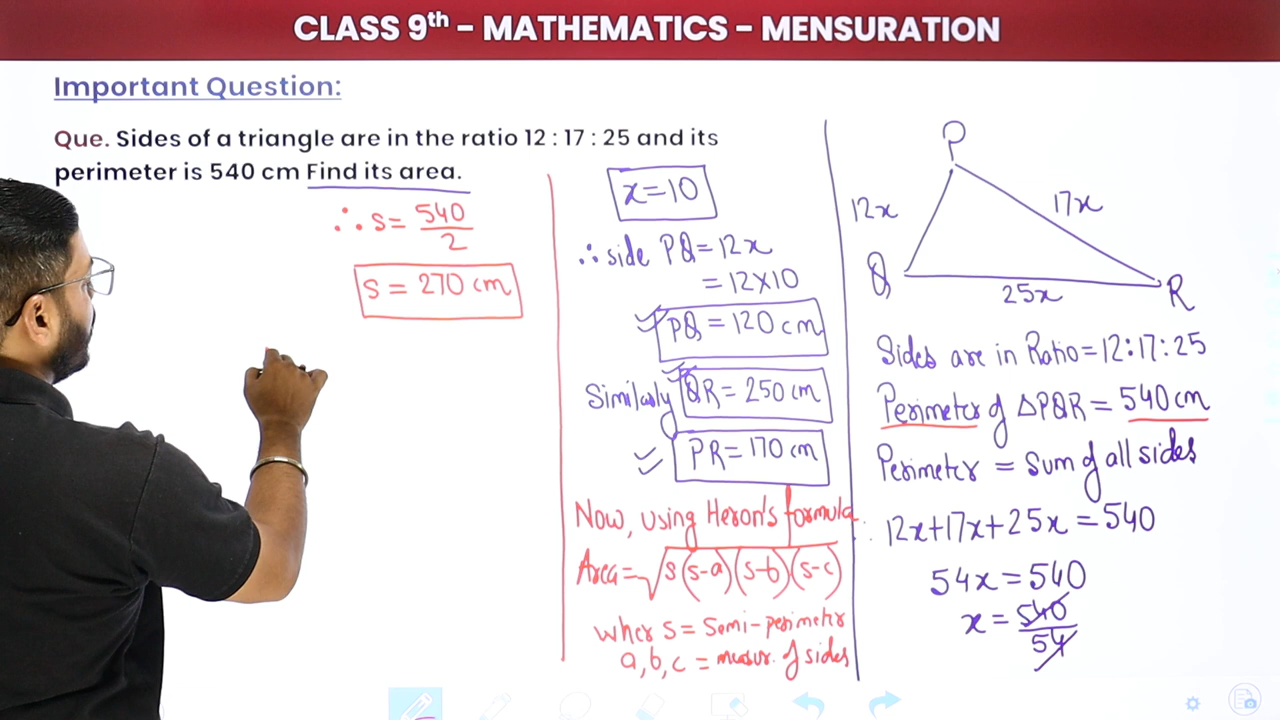 CLASS 9th - MATHEMATICS - MENSURATION
Important Question:
Que. Sides of a triangle are in the ratio 12 : 17 : 25 and its
perimeter is 540 cm Find its area.
∴ s = 540/2
s = 270 cm
x = 10
∴ side PQ = 12x
= 12×10
PQ = 120 cm
Similarly QR = 250 cm
PR = 170 cm
Now, using Heron's formula
Area = √s(s-a)(s-b)(s-c)
wher s = Semi-perimeter
a, b, c = measur. of sides
P
12x
17x
Q
25x
R
Sides are in Ratio = 12:17:25
Perimeter of ΔPQR = 540 cm
Perimeter = Sum of all sides
∴ 12x+17x+25x = 540
54x = 540
x = 540/54